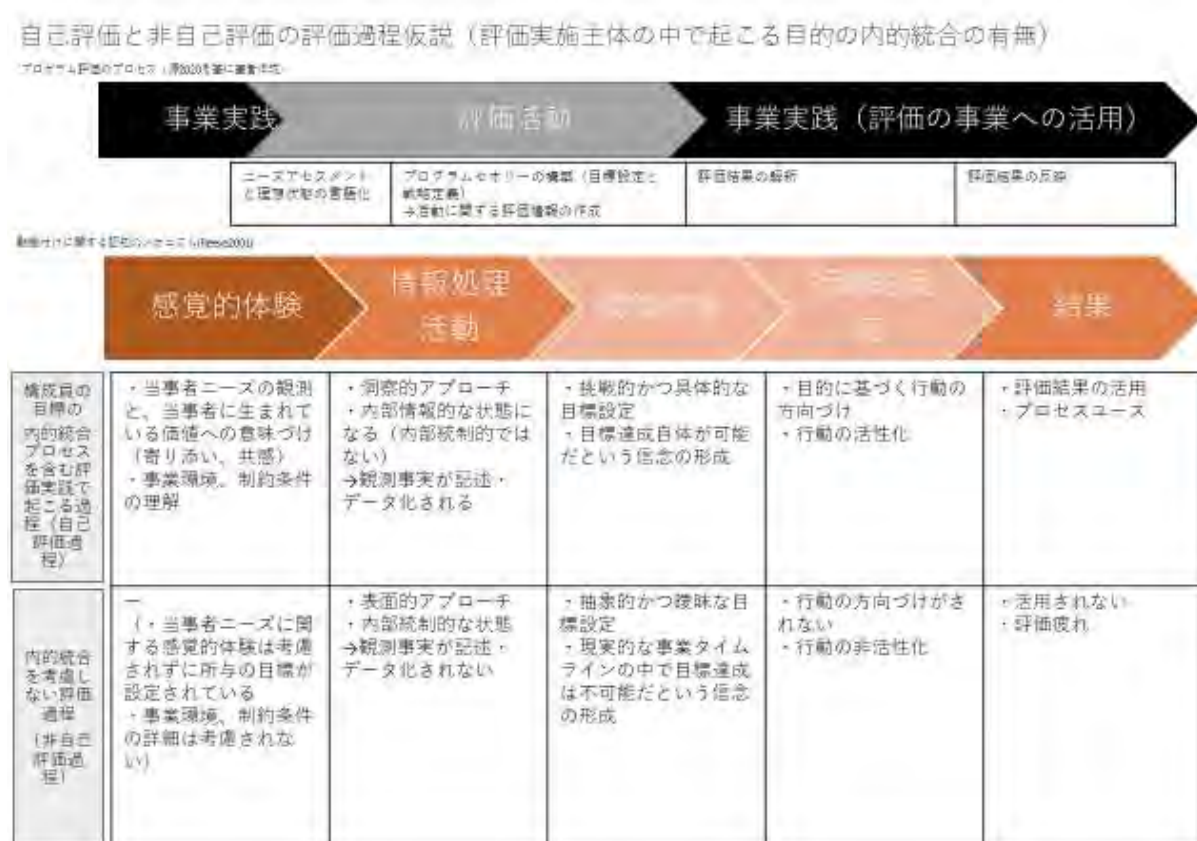 自己評価と非自己評価の評価過程仮説（評価実施主体の中で起こる目的の内的統合の有無）
プログラム評価のプロセス
事業実践
評価活動
事業実践（評価の事業への活用）
ニーズアセスメント
と理想状態の言語化
プログラムセオリーの構築（目標設定と
戦略定義）
→活動に関する評価情報の作成
評価結果の解釈
評価結果の反映
感覚的体験
情報処理
活動
結果
構成員の
目標の
内的統合
プロセス
を含む評
価実践で
起こる過
程（自己
評価過
程）
・当事者ニーズの観測
と、当事者に生まれて
いる価値への意味づけ
（寄り添い、共感）
・事業環境、制約条件
の理解
・洞察的アプローチ
・内部情報的な状態に
なる（内部統制的では
ない）
→観測事実が記述・
データ化される
・挑戦的かつ具体的な
目標設定
・目標達成自体が可能
だという信念の形成
・目的に基づく行動の
方向づけ
・行動の活性化
・評価結果の活用
・プロセスユース
内的統合
を考慮し
ない評価
過程
（非自己
評価過
程）
ー
（・当事者ニーズに関
する感覚的体験は考慮
されずに所与の目標が
設定されている
・事業環境、制約条件
の詳細は考慮されな
い）
・表面的アプローチ
・内部統制的な状態
→観測事実が記述・
データ化されない
・抽象的かつ曖昧な目
標設定
・現実的な事業タイム
ラインの中で目標達成
は不可能だという信念
の形成
・行動の方向づけがさ
れない
・行動の非活性化
・活用されない
・評価疲れ